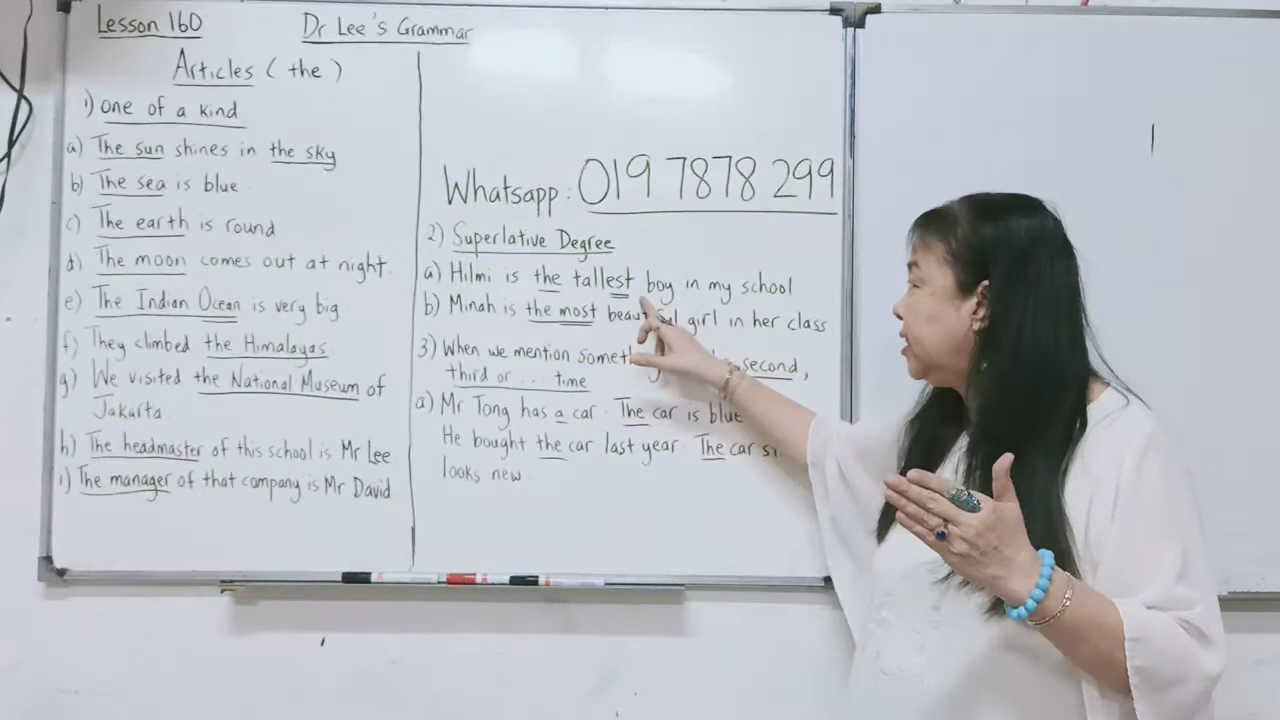 Lesson 160
Dr Lee's Grammar
Articles ( the )
1) one of a kind
a) The sun shines in the sky
b) The sea is blue
c) The earth is round
d) The moon comes out at night.
e) The Indian Ocean is very big
f) They climbed the Himalayas
g) We visited the National Museum of
Jakarta.
h) The headmaster of this school is Mr Lee
i) The manager of that company is Mr David
Whatsapp : 019 7878 299
2) Superlative Degree
a) Hilmi is the tallest boy in my school
b) Minah is the most girl in her class
3) When we mention second,
third or ... time
a) Mr Tong has a car. The car is blue
He bought the car last year. The car
looks new.